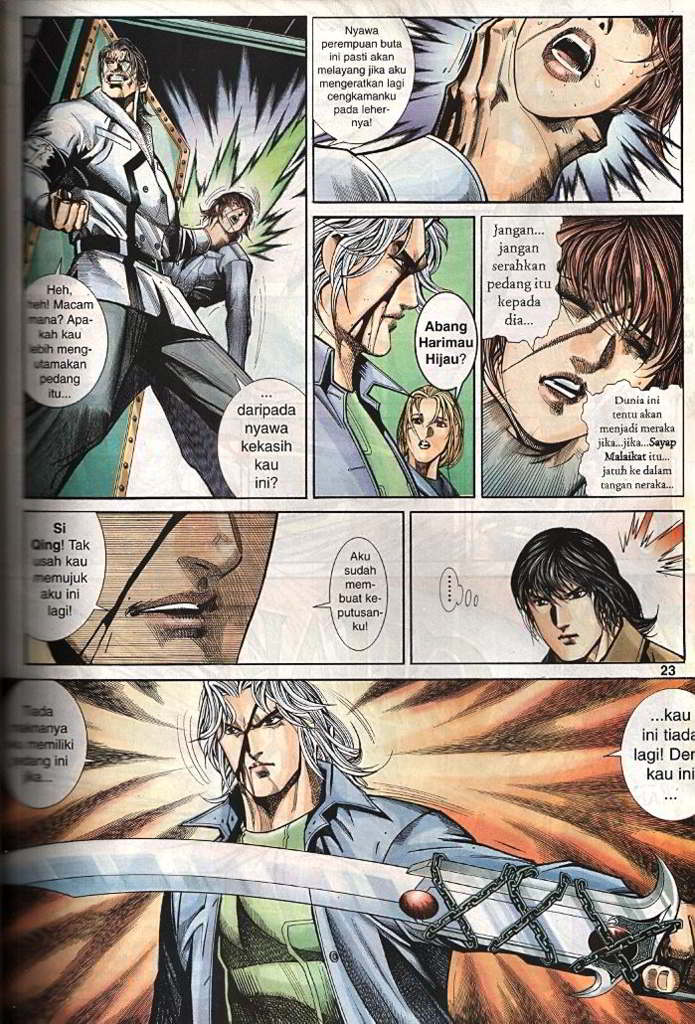 Heh,
heh! Macam
mana? Apa-
kah kau
lebih meng-
utamakan
pedang
itu...
...
daripada
nyawa
kekasih
kau
ini?
Nyawa
perempuan buta
ini pasti akan
melayang jika aku
mengeratkan lagi
cengkamanku
pada leher-
nya!
Abang
Harimau
Hijau?
Jangan...
jangan
serahkan
pedang itu
kepada
dia...
Dunia ini
tentu akan
menjadi meraka
jika...jika...Sayap
Malaikat itu...
jatuh ke dalam
tangan neraka...
Si
Qing! Tak
usah kau
memujuk
aku ini
lagi!
Aku
sudah
mem-
buat ke-
putusan-
ku!
......
23
Tiada
maknanya
memiliki
pedang ini
jika...
...kau
ini tiada
lagi! Den
kau ini
...